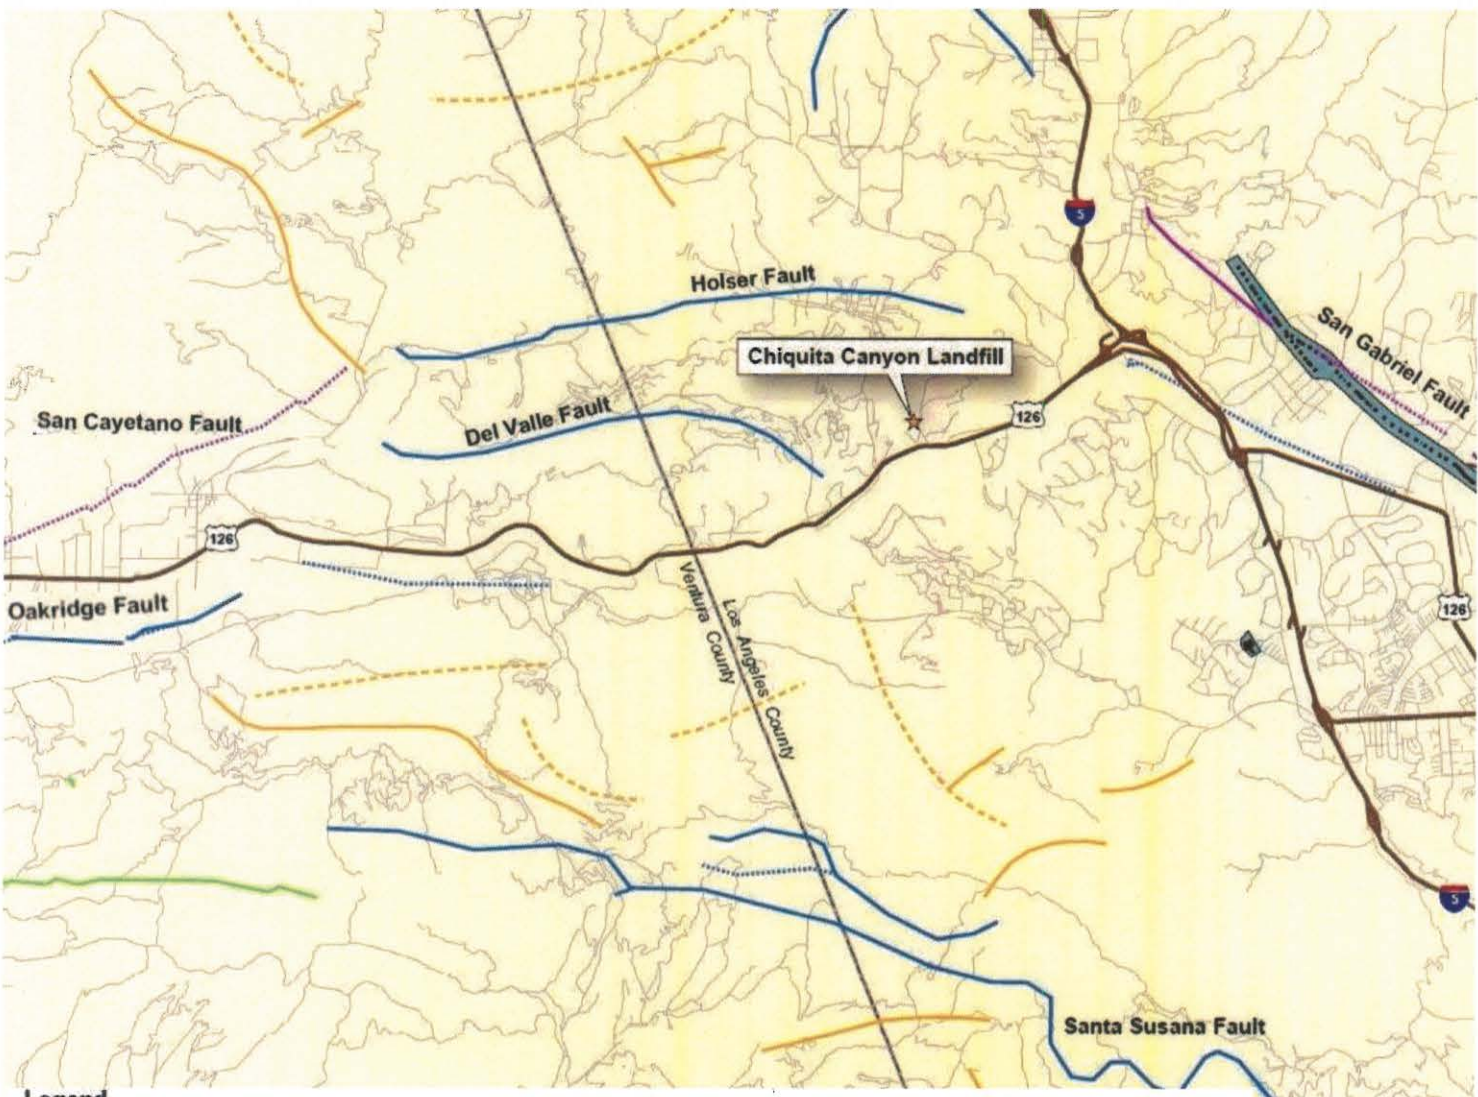 5
Holser Fault
San Gabriel Fault
Chiquita Canyon Landfill
126
San Cayetano Fault
Del Valle Fault
126
Ventura County
Los Angeles County
Oakridge Fault
126
5
Santa Susana Fault